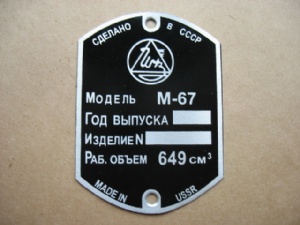 СДЕЛАНО В СССР
МОДЕЛЬ М-67
ГОД ВЫПУСКА
ИЗДЕЛИЕ N
РАБ. ОБЪЕМ 649 СМ³
MADE IN USSR